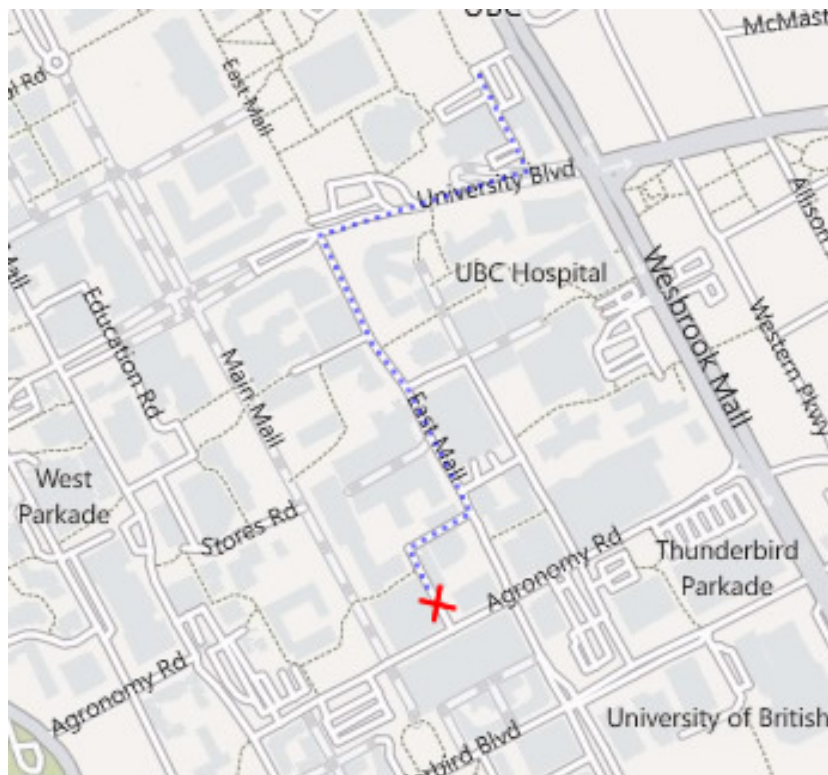 UBC
McMast
ol Rd
East Mall
University Blvd
Allison
Mall
UBC Hospital
Wesbrook Mall
Education Rd
Western Pkwy
Main Mall
East Mall
West
Parkade
Stores Rd
Agronomy Rd
Thunderbird
Parkade
Agronomy Rd
University of British
rbird Blvd